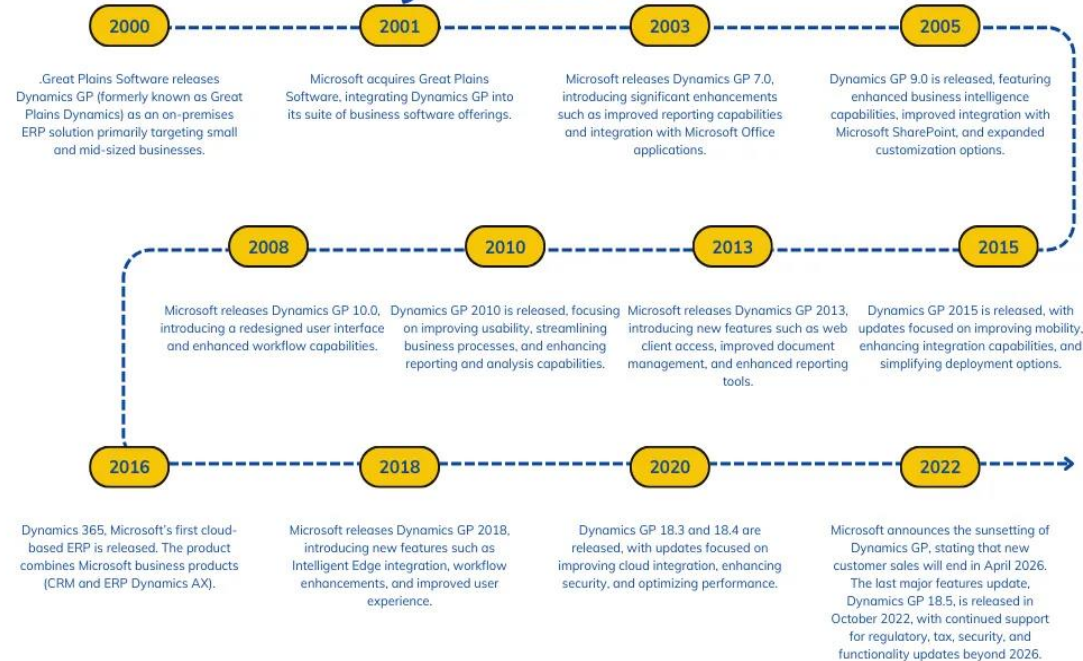 2000
2001
2003
2005
.Great Plains Software releases
Dynamics GP (formerly known as Great
Plains Dynamics) as an on-premises
ERP solution primarily targeting small
and mid-sized businesses.
Microsoft acquires Great Plains
Software, integrating Dynamics GP into
its suite of business software offerings.
Microsoft releases Dynamics GP 7.0,
introducing significant enhancements
such as improved reporting capabilities
and integration with Microsoft Office
applications.
Dynamics GP 9.0 is released, featuring
enhanced business intelligence
capabilities, improved integration with
Microsoft SharePoint, and expanded
customization options.
2008
2010
2013
2015
Microsoft releases Dynamics GP 10.0,
introducing a redesigned user interface
and enhanced workflow capabilities.
Dynamics GP 2010 is released, focusing
on improving usability, streamlining
business processes, and enhancing
reporting and analysis capabilities.
Microsoft releases Dynamics GP 2013,
introducing new features such as web
client access, improved document
management, and enhanced reporting
tools.
Dynamics GP 2015 is released, with
updates focused on improving mobility,
enhancing integration capabilities, and
simplifying deployment options.
2016
2018
2020
2022
Dynamics 365, Microsoft's first cloud-
based ERP is released. The product
combines Microsoft business products
(CRM and ERP Dynamics AX).
Microsoft releases Dynamics GP 2018,
introducing new features such as
Intelligent Edge integration, workflow
enhancements, and improved user
experience.
Dynamics GP 18.3 and 18.4 are
released, with updates focused on
improving cloud integration, enhancing
security, and optimizing performance.
Microsoft announces the sunsetting of
Dynamics GP, stating that new
customer sales will end in April 2026.
The last major features update,
Dynamics GP 18.5, is released in
October 2022, with continued support
for regulatory, tax, security, and
functionality updates beyond 2026.